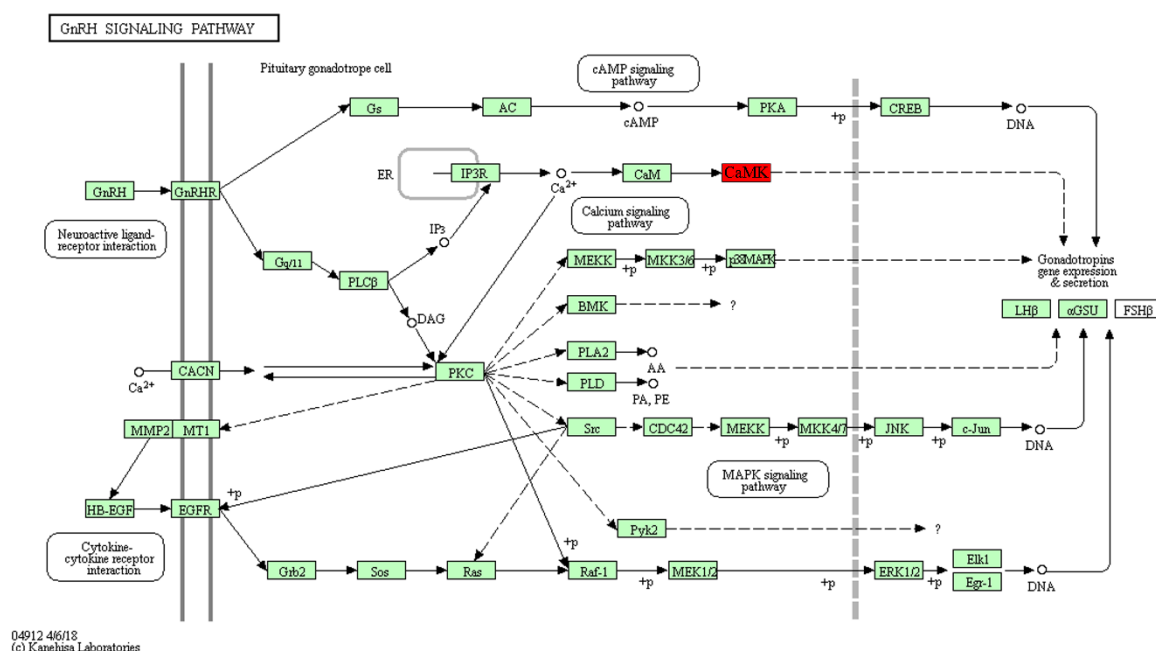 GnRH SIGNALING PATHWAY
Pituitary gonadotrope cell
cAMP signaling
pathway
Gs
AC
cAMP
PKA
+p
CREB
DNA
ER
IP3R
Ca2+
CaM
CaMK
GnRH
GnRHR
Calcium signaling
pathway
Neuroactive ligand-
receptor interaction
IP3
Gq/11
PLCβ
MEKK
+p
MKK3/6
+p
p38MAPK
Gonadotropins
gene expression
& secretion
BMK
?
LHβ
αGSU
FSHβ
DAG
PLA2
AA
CACN
Ca2+
PKC
PLD
PA, PE
MMP2
MT1
Src
CDC42
MEKK
+p
MKK4/7
+p
JNK
+p
c-Jun
DNA
MAPK signaling
pathway
+p
HB-EGF
EGFR
Pyk2
?
Cytokine-
cytokine receptor
interaction
+p
Grb2
Sos
Ras
Raf-1
+p
MEK1/2
+p
ERK1/2
+p
Elk1
Egr-1
DNA
04912 4/6/18
(c) Kanehisa Laboratories